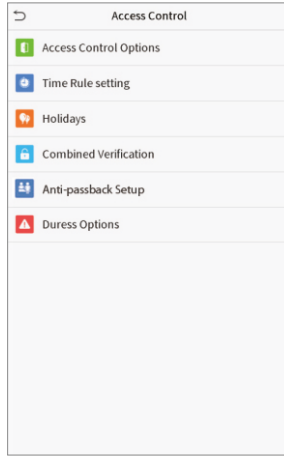 Access Control
Access Control Options
Time Rule setting
Holidays
Combined Verification
Anti-passback Setup
Duress Options